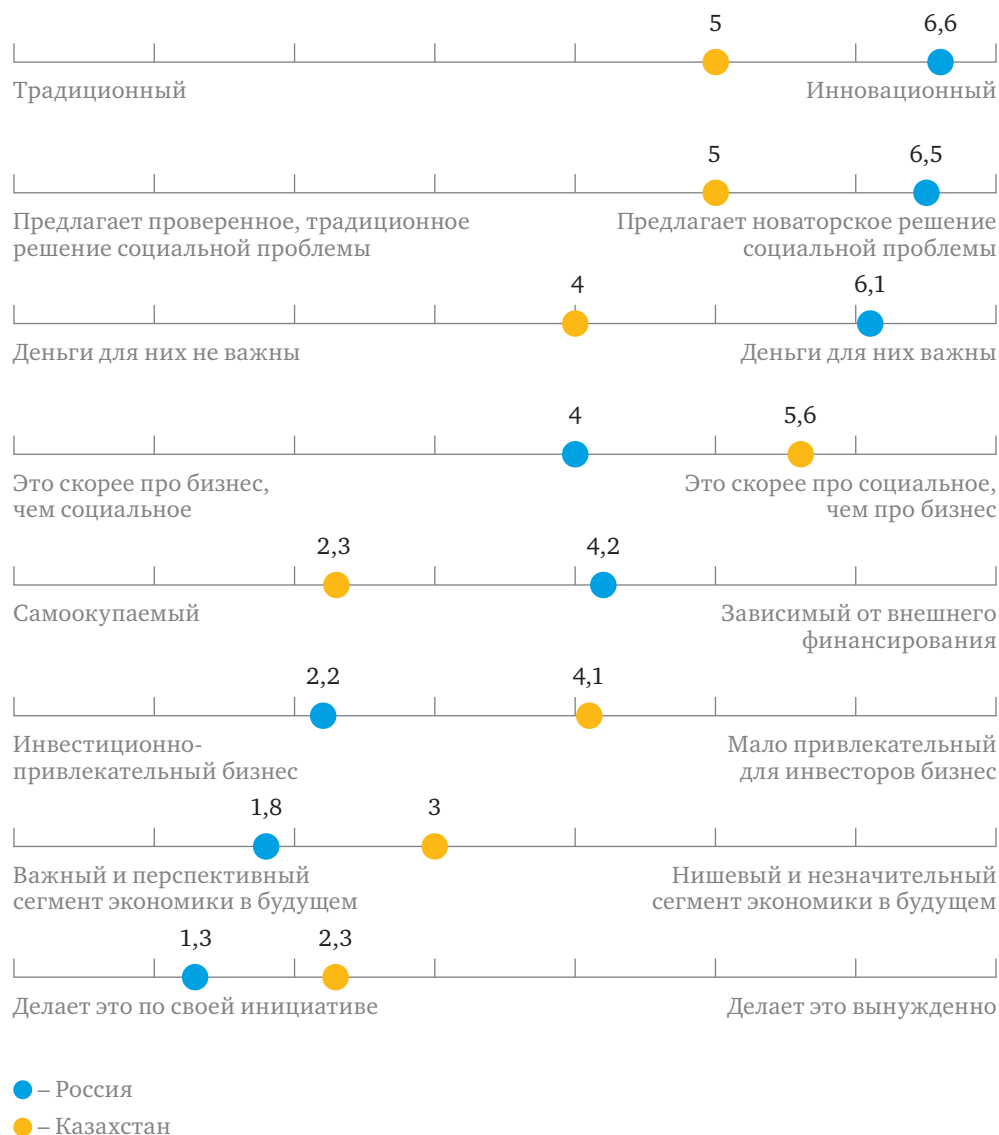 5 6,6
Традиционный Инновационный
5 6,5
Предлагает проверенное, традиционное Предлагает новаторское решение
решение социальной проблемы социальной проблемы
4 6,1
Деньги для них не важны Деньги для них важны
4 5,6
Это скорее про бизнес, Это скорее про социальное,
чем социальное чем про бизнес
2,3 4,2
Самоокупаемый Зависимый от внешнего
финансирования
2,2 4,1
Инвестиционно- Мало привлекательный
привлекательный бизнес для инвесторов бизнес
1,8 3
Важный и перспективный Нишевый и незначительный
сегмент экономики в будущем сегмент экономики в будущем
1,3 2,3
Делает это по своей инициативе Делает это вынужденно
– Россия
– Казахстан